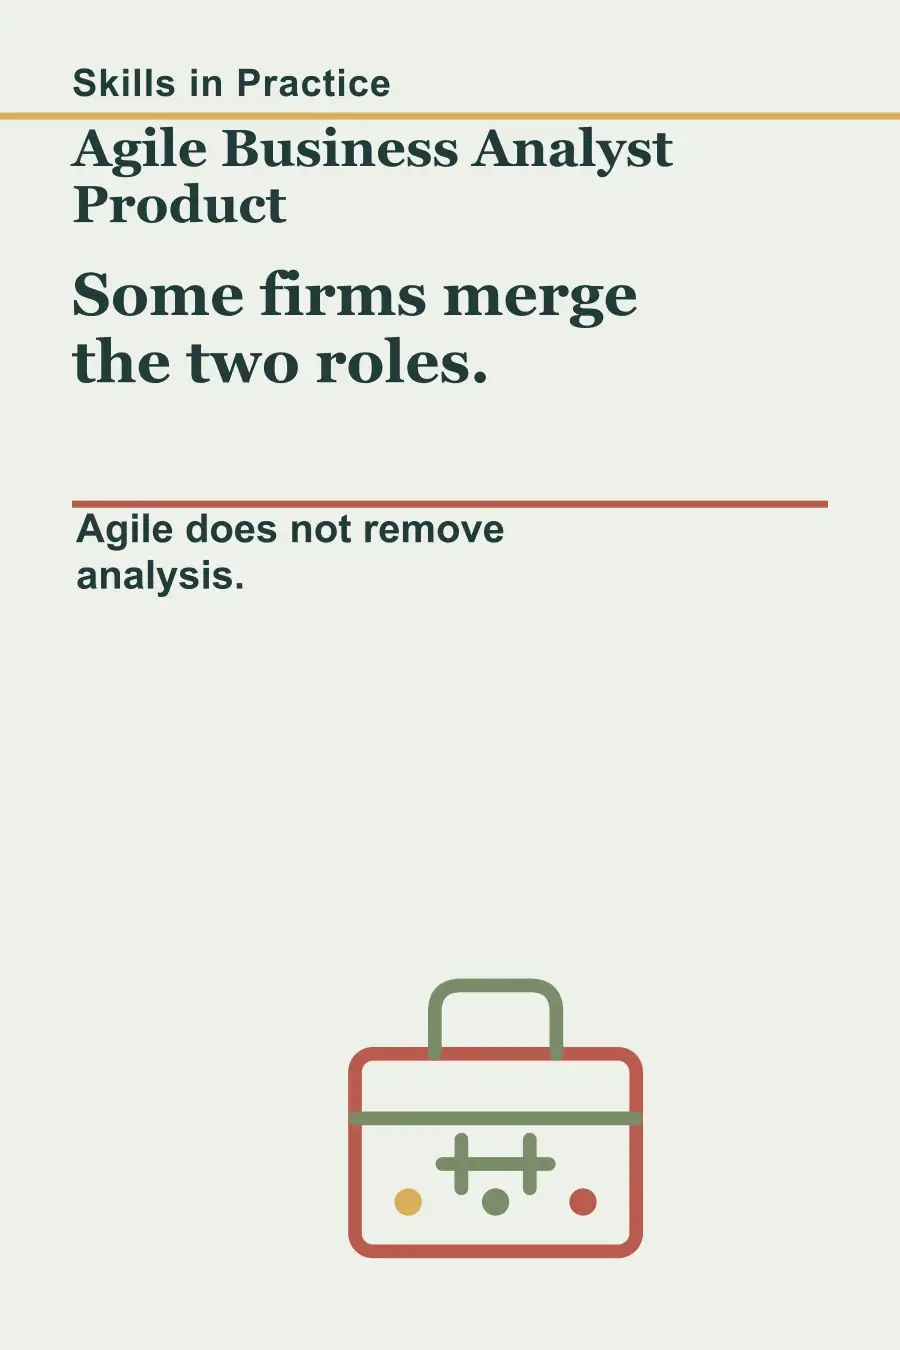 Skills in Practice
Agile Business Analyst
Product
Some firms merge
the two roles.
Agile does not remove
analysis.